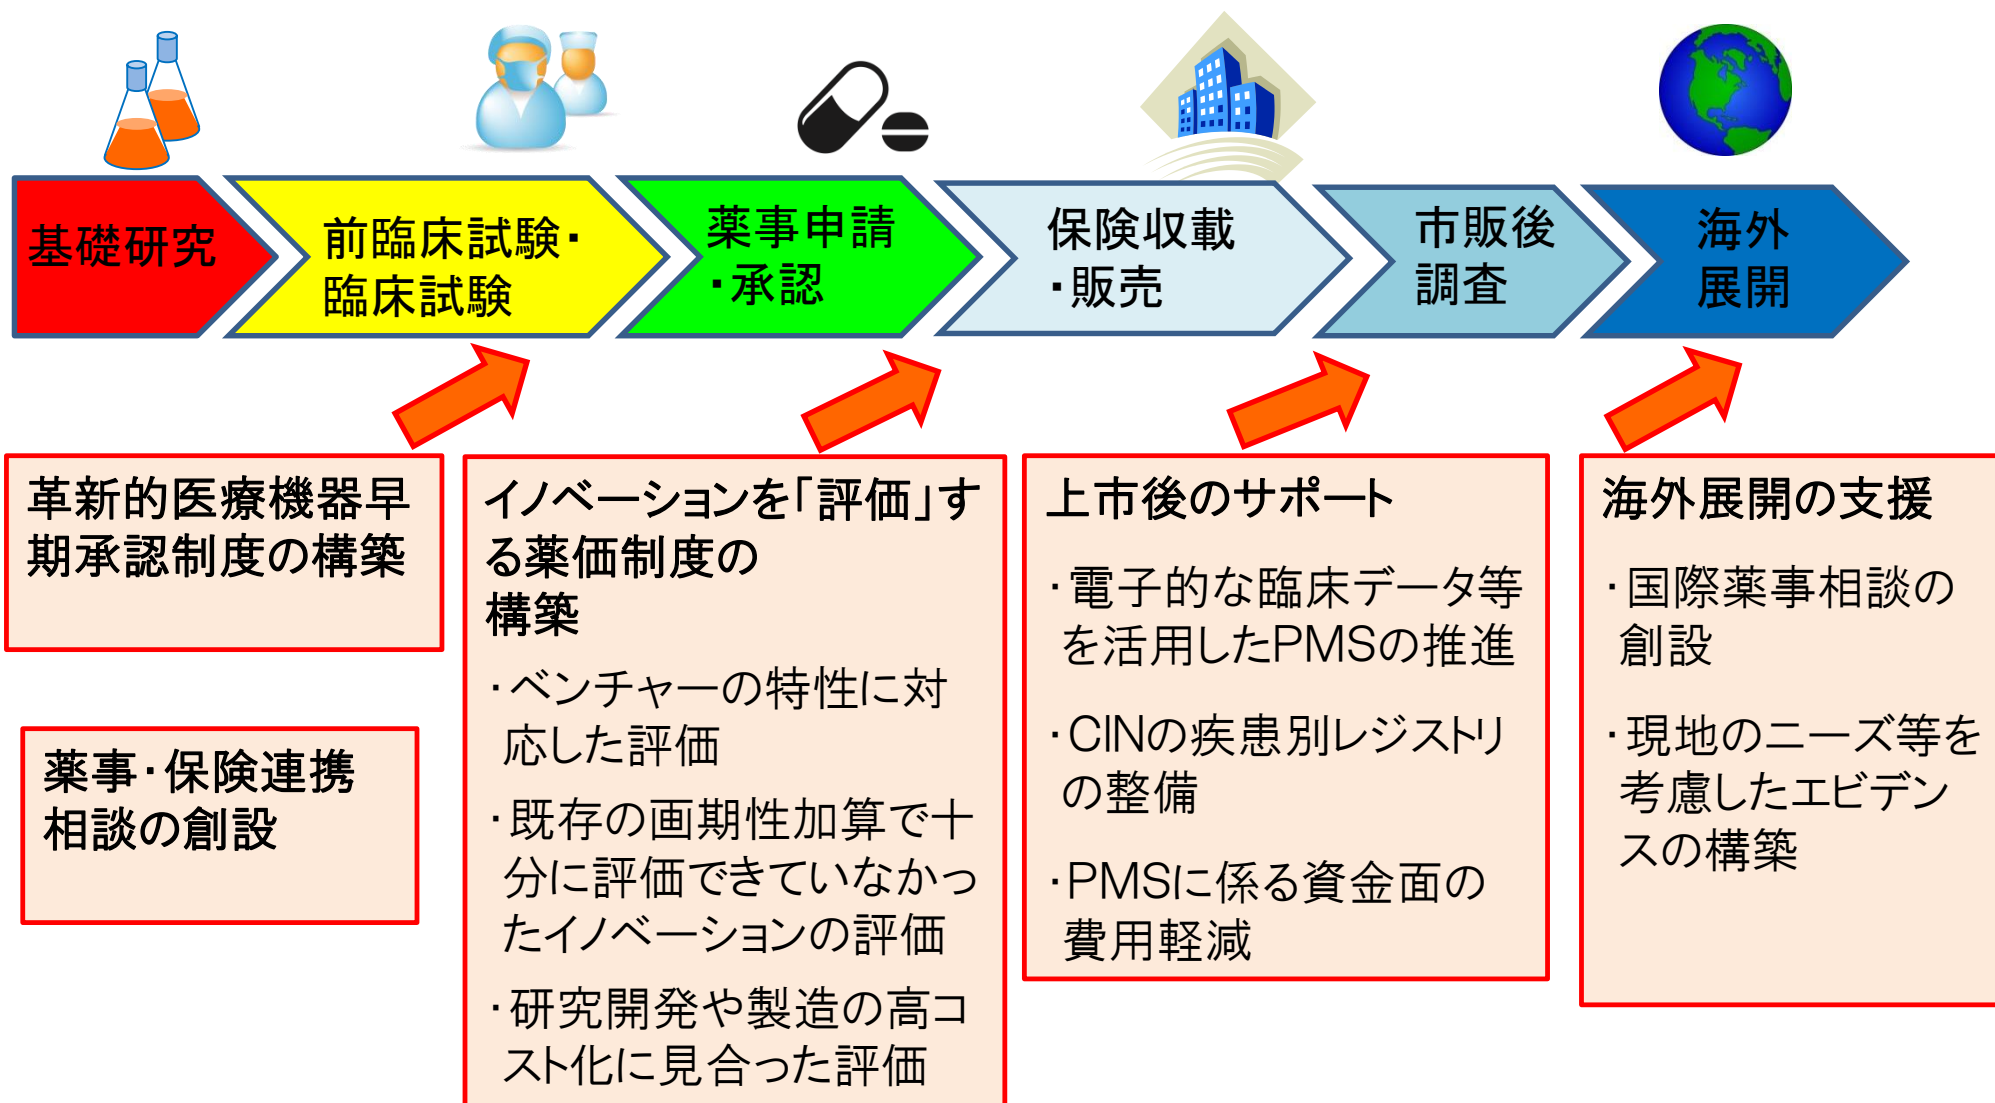 基礎研究
前臨床試験・
臨床試験
薬事申請
・承認
保険収載
・販売
市販後
調査
海外
展開
革新的医療機器早
期承認制度の構築
薬事・保険連携
相談の創設
イノベーションを「評価」す
る薬価制度の
構築
・ベンチャーの特性に対
応した評価
・既存の画期性加算で十
分に評価できていなかっ
たイノベーションの評価
・研究開発や製造の高コ
スト化に見合った評価
上市後のサポート
・電子的な臨床データ等
を活用したPMSの推進
・CINの疾患別レジストリ
の整備
・PMSに係る資金面の
費用軽減
海外展開の支援
・国際薬事相談の
創設
・現地のニーズ等を
考慮したエビデン
スの構築